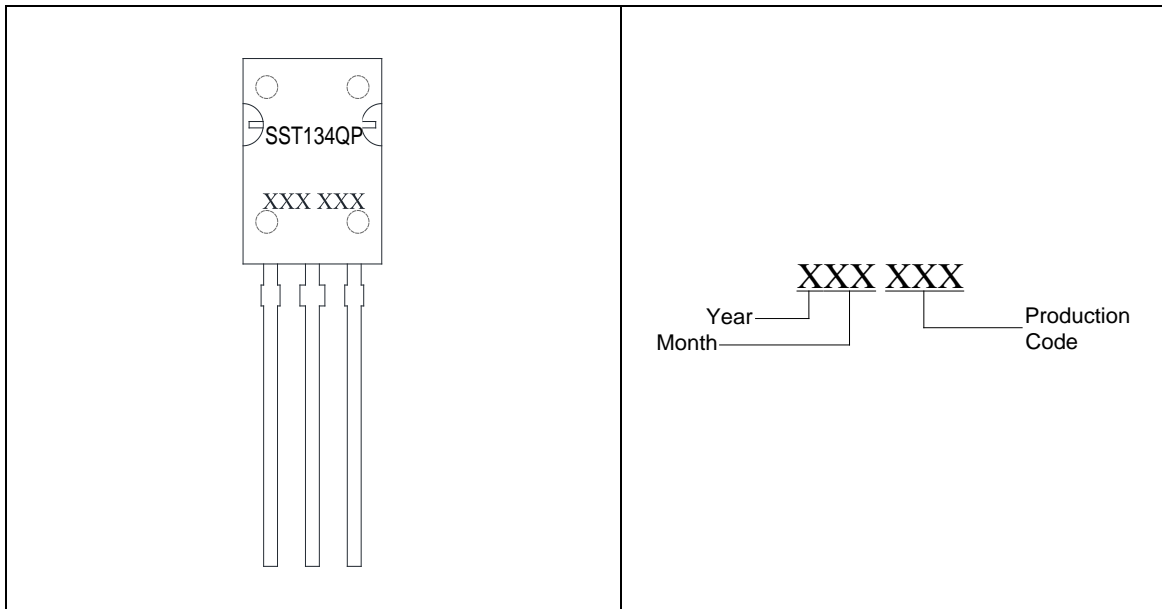 SST134QP
XXX XXX
XXX XXX
Year
Month
Production
Code